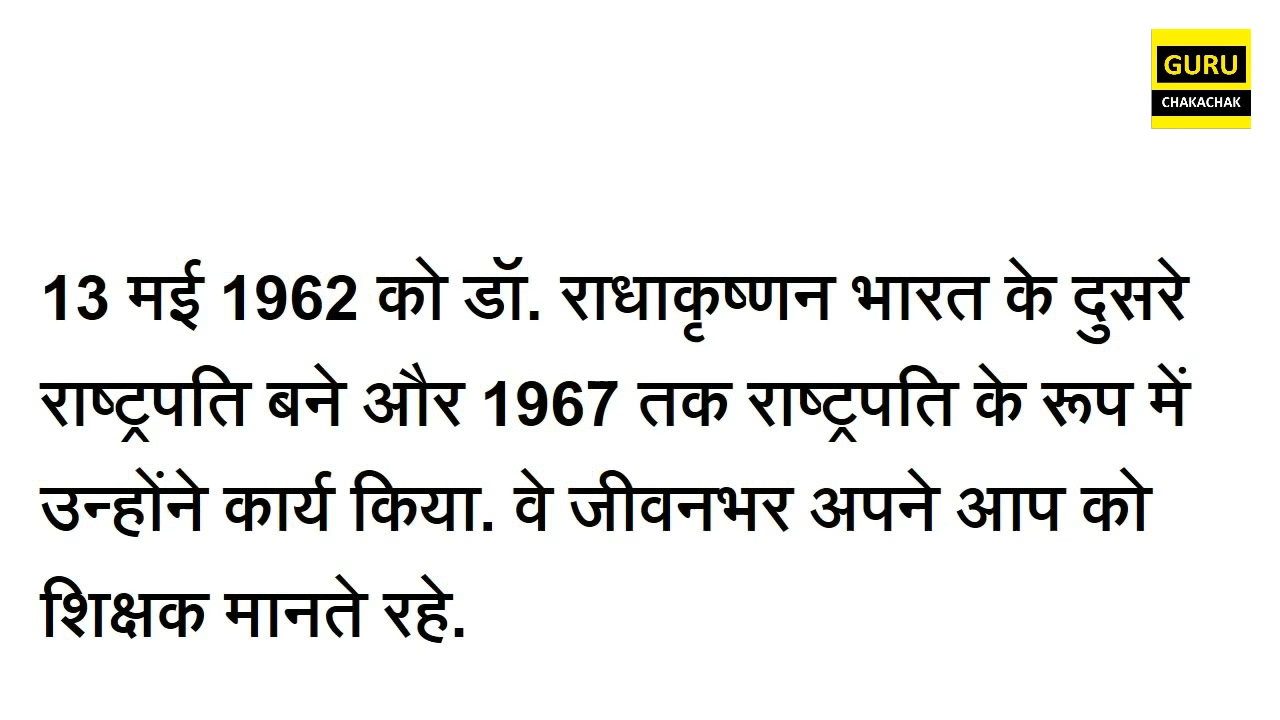 GURU
CHAKACHAK
13 मई 1962 को डॉ. राधाकृष्णन भारत के दुसरे
राष्ट्रपति बने और 1967 तक राष्ट्रपति के रूप में
उन्होंने कार्य किया. वे जीवनभर अपने आप को
शिक्षक मानते रहे.